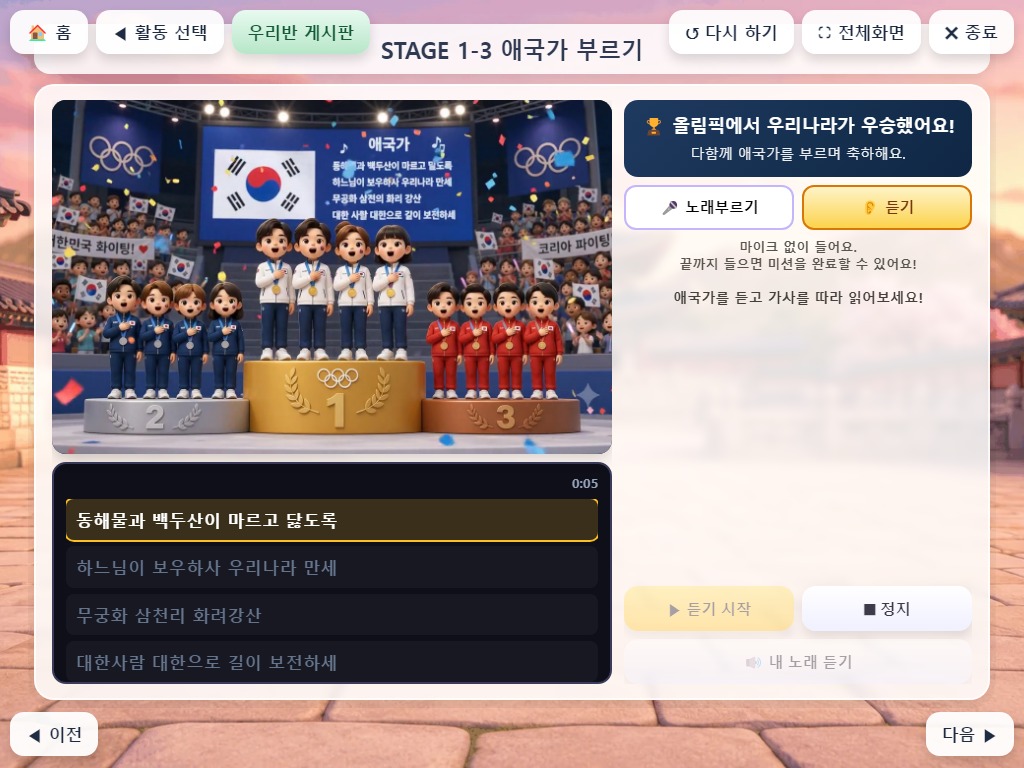 🏠 홈
◀ 활동 선택
우리반 게시판
↺ 다시 하기
⛶ 전체화면
✕ 종료
STAGE 1-3 애국가 부르기
애국가
동해물과 백두산이 마르고 닳도록
하느님이 보우하사 우리나라 만세
무공화 삼천의 화리 강산
대한 사랄 대한으로 길이 보전하세
한민국 화이팅!
코리아 파이팅!
2
1
3
0:05
동해물과 백두산이 마르고 닳도록
하느님이 보우하사 우리나라 만세
무궁화 삼천리 화려강산
대한사람 대한으로 길이 보전하세
🏆 올림픽에서 우리나라가 우승했어요!
다함께 애국가를 부르며 축하해요.
🎤 노래부르기
👂 듣기
마이크 없이 들어요.
끝까지 들으면 미션을 완료할 수 있어요!
애국가를 듣고 가사를 따라 읽어보세요!
▶ 듣기 시작
■ 정지
🔊 내 노래 듣기
◀ 이전
다음 ▶